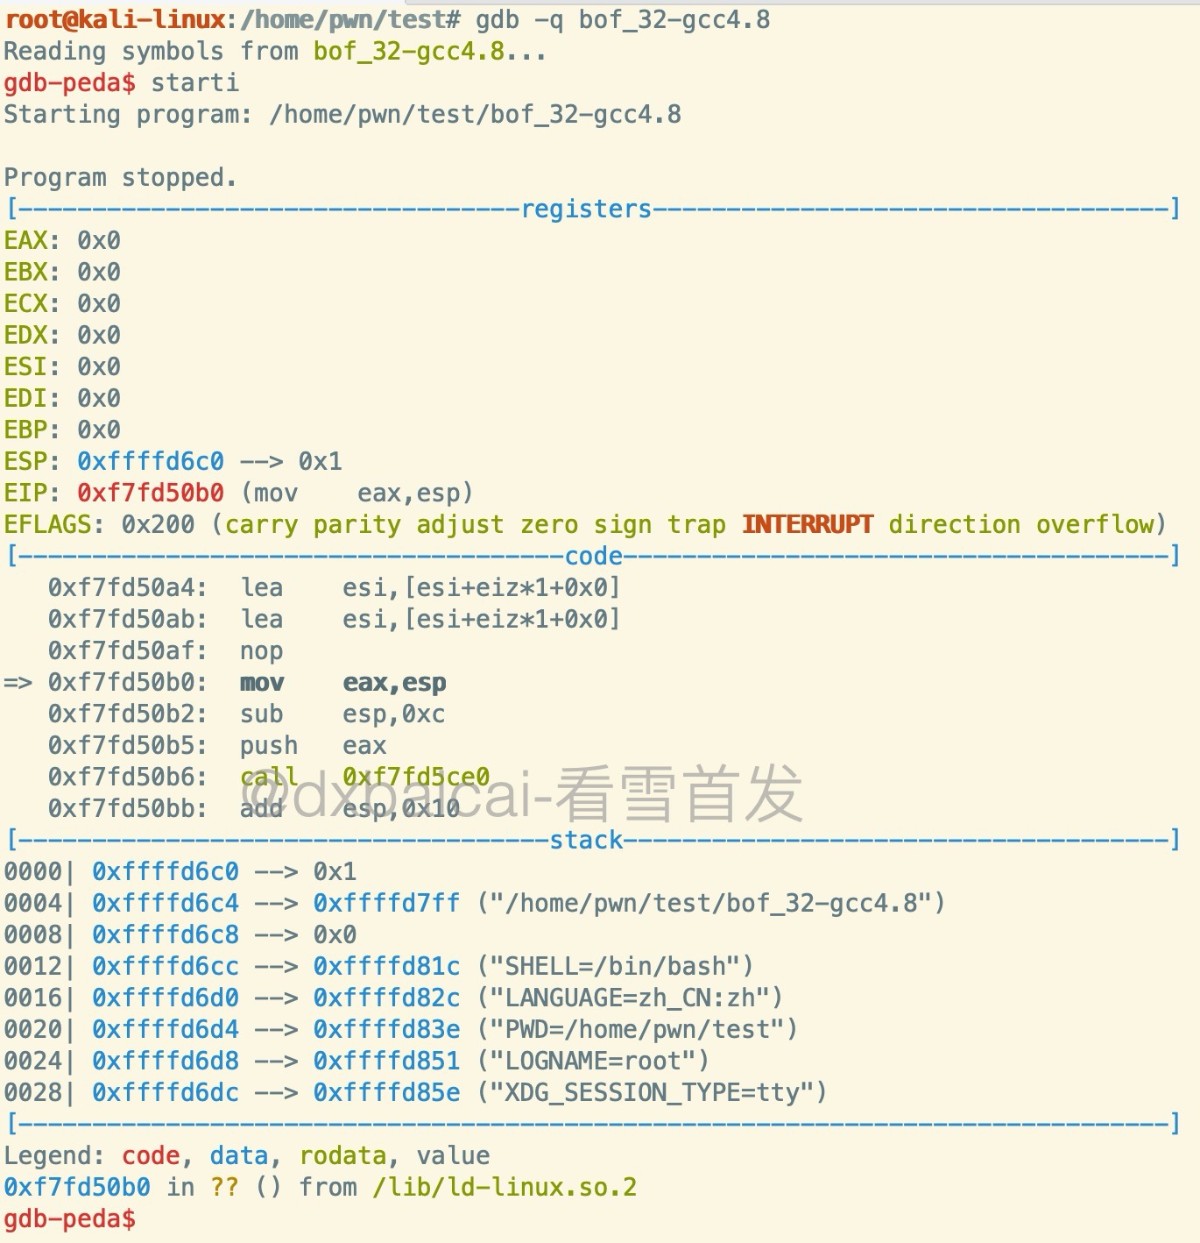 root@kali-linux:/home/pwn/test# gdb -q bof_32-gcc4.8
Reading symbols from bof_32-gcc4.8...
gdb-peda$ starti
Starting program: /home/pwn/test/bof_32-gcc4.8
Program stopped.
[----------------------------------registers-----------------------------------]
EAX: 0x0
EBX: 0x0
ECX: 0x0
EDX: 0x0
ESI: 0x0
EDI: 0x0
EBP: 0x0
ESP: 0xffffd6c0 --> 0x1
EIP: 0xf7fd50b0 (mov    eax,esp)
EFLAGS: 0x200 (carry parity adjust zero sign trap INTERRUPT direction overflow)
[-------------------------------------code-------------------------------------]
   0xf7fd50a4:  lea    esi,[esi+eiz*1+0x0]
   0xf7fd50ab:  lea    esi,[esi+eiz*1+0x0]
   0xf7fd50af:  nop
=> 0xf7fd50b0:  mov    eax,esp
   0xf7fd50b2:  sub    esp,0xc
   0xf7fd50b5:  push   eax
   0xf7fd50b6:  call   0xf7fd5ce0
   0xf7fd50bb:  add    esp,0x10
@dxbaicai-看雪首发
[------------------------------------stack-------------------------------------]
0000| 0xffffd6c0 --> 0x1
0004| 0xffffd6c4 --> 0xffffd7ff ("/home/pwn/test/bof_32-gcc4.8")
0008| 0xffffd6c8 --> 0x0
0012| 0xffffd6cc --> 0xffffd81c ("SHELL=/bin/bash")
0016| 0xffffd6d0 --> 0xffffd82c ("LANGUAGE=zh_CN:zh")
0020| 0xffffd6d4 --> 0xffffd83e ("PWD=/home/pwn/test")
0024| 0xffffd6d8 --> 0xffffd851 ("LOGNAME=root")
0028| 0xffffd6dc --> 0xffffd85e ("XDG_SESSION_TYPE=tty")
[------------------------------------------------------------------------------]
Legend: code, data, rodata, value
0xf7fd50b0 in ?? () from /lib/ld-linux.so.2
gdb-peda$